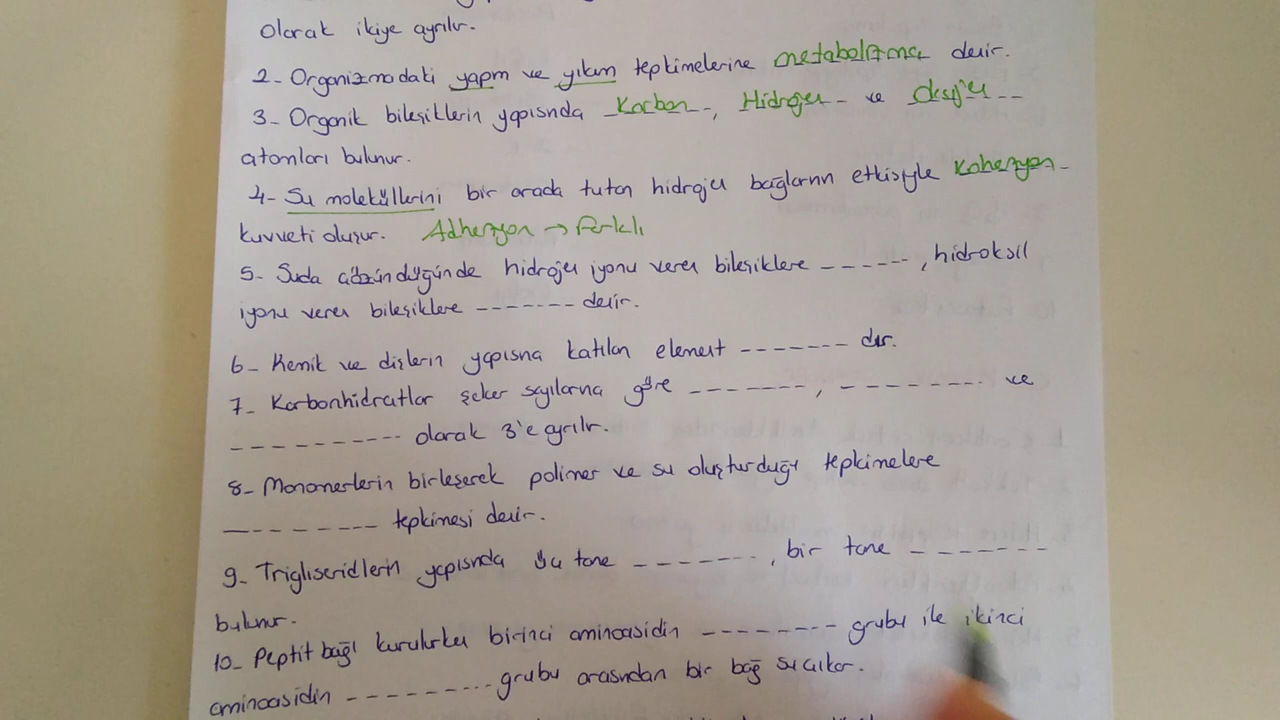 olarak ikiye ayrılır.
2- Organizmadaki yapım ve yıkım tepkimelerine metabolizma denir.
3- Organik bileşiklerin yapısında Karbon, Hidrojen ve Oksijen
atomları bulunur.
4- Su moleküllerini bir arada tutan hidrojen bağlarının etkisiyle Kohezyon
kuvveti oluşur. Adhezyon → Farklı
5- Suda çözündüğünde hidrojen iyonu veren bileşiklere ------, hidroksil
iyonu veren bileşiklere ------- denir.
6- Kemik ve dişlerin yapısına katılan element ------- dır.
7- Karbonhidratlar şeker sayılarına göre -------, -------- ve
---------- olarak 3'e ayrılır.
8- Monomerlerin birleşerek polimer ve su oluşturduğu tepkimelere
-------- tepkimesi denir.
9- Trigliseridlerin yapısında üç tane -------, bir tane -------
bulunur.
10- Peptit bağı kurulurken birinci aminoasidin -------- grubu ile ikinci
aminoasidin --------- grubu arasından bir bağ su çıkar.